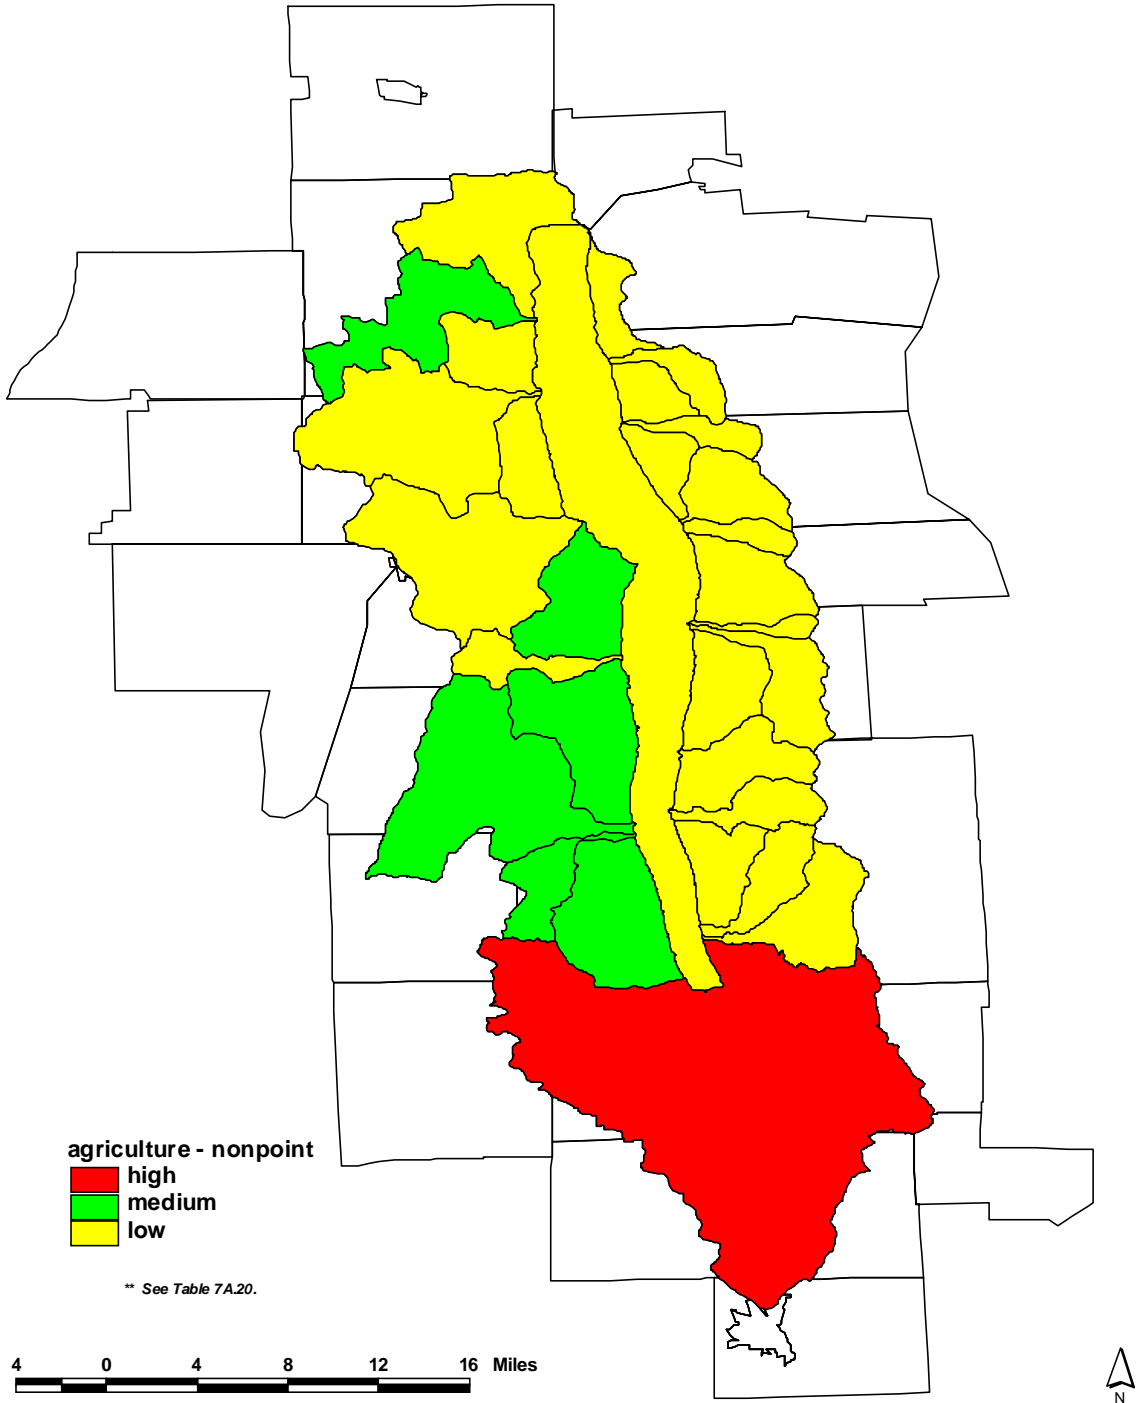 agriculture - nonpoint
high
medium
low
** See Table 7A.20.
4 0 4 8 12 16 Miles
N